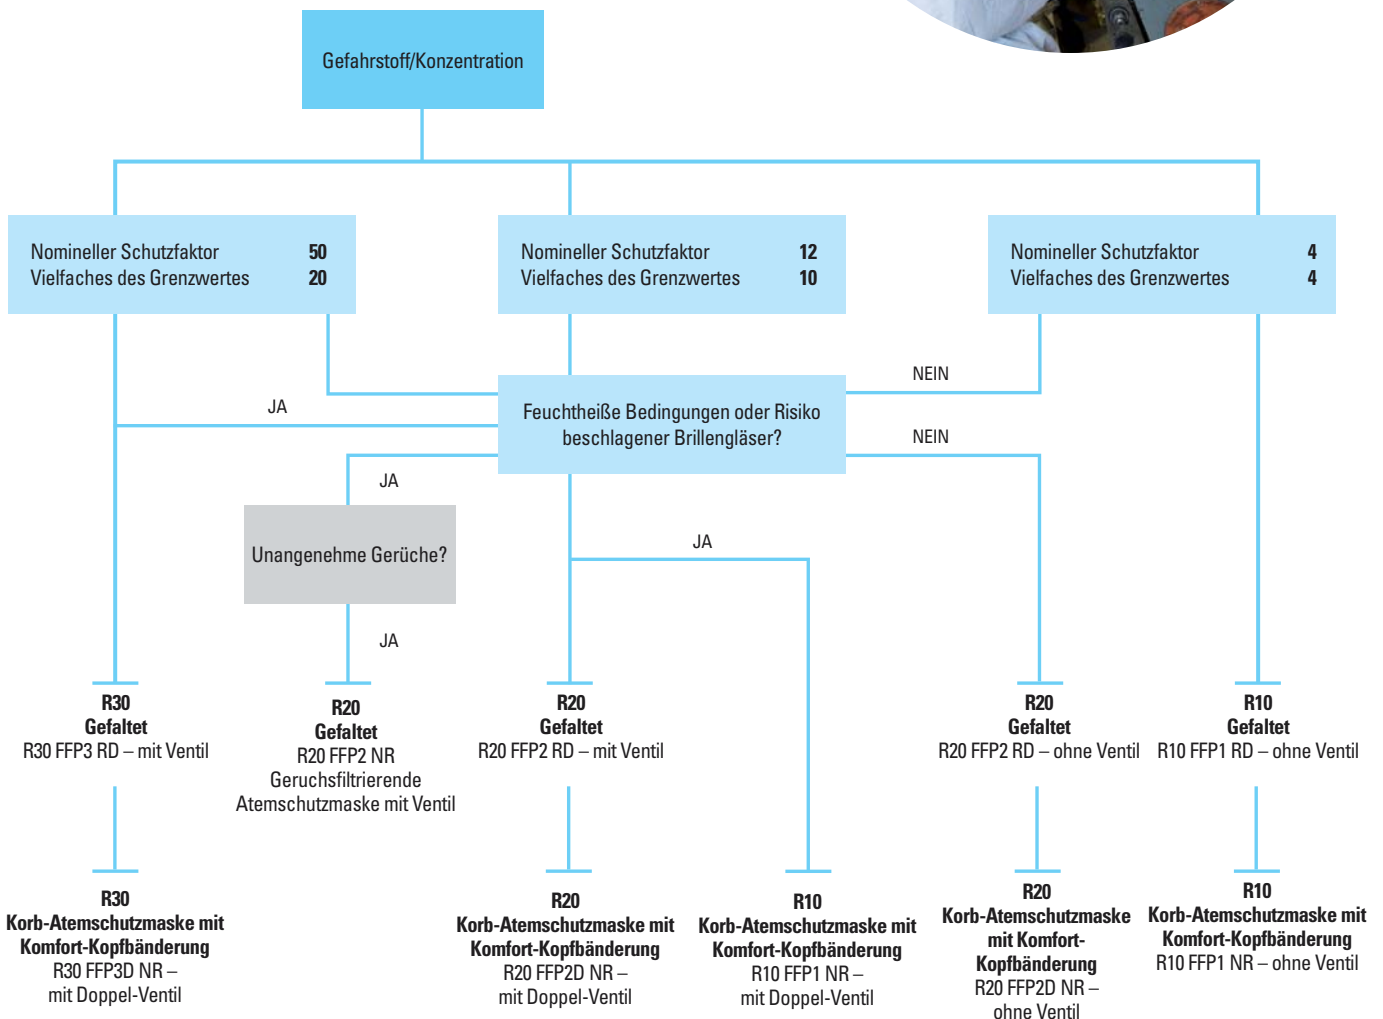 Gefahrstoff/Konzentration
Nomineller Schutzfaktor 50
Vielfaches des Grenzwertes 20
Nomineller Schutzfaktor 12
Vielfaches des Grenzwertes 10
Nomineller Schutzfaktor 4
Vielfaches des Grenzwertes 4
NEIN
JA
Feuchtheiße Bedingungen oder Risiko
beschlagener Brillengläser?
NEIN
JA
Unangenehme Gerüche?
JA
JA
R30
Gefaltet
R30 FFP3 RD – mit Ventil
R20
Gefaltet
R20 FFP2 NR
Geruchsfiltrierende
Atemschutzmaske mit Ventil
R20
Gefaltet
R20 FFP2 RD – mit Ventil
R20
Gefaltet
R20 FFP2 RD – ohne Ventil
R10
Gefaltet
R10 FFP1 RD – ohne Ventil
R30
Korb-Atemschutzmaske mit
Komfort-Kopfbänderung
R30 FFP3D NR –
mit Doppel-Ventil
R20
Korb-Atemschutzmaske mit
Komfort-Kopfbänderung
R20 FFP2D NR –
mit Doppel-Ventil
R10
Korb-Atemschutzmaske mit
Komfort-Kopfbänderung
R10 FFP1 NR –
mit Doppel-Ventil
R20
Korb-Atemschutzmaske
mit Komfort-
Kopfbänderung
R20 FFP2D NR –
ohne Ventil
R10
Korb-Atemschutzmaske mit
Komfort-Kopfbänderung
R10 FFP1 NR – ohne Ventil